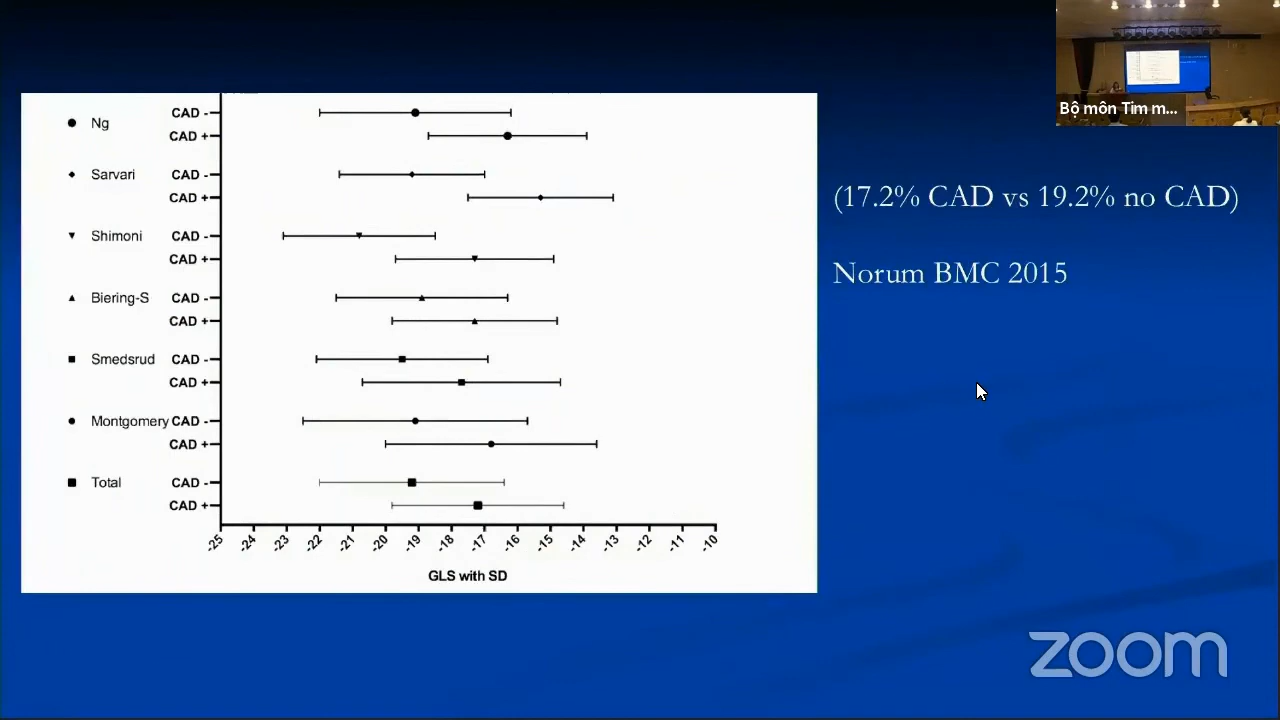 Bộ môn Tim m...
Ng CAD -
CAD +
Sarvari CAD -
CAD +
Shimoni CAD -
CAD +
Biering-S CAD -
CAD +
Smedsrud CAD -
CAD +
Montgomery CAD -
CAD +
Total CAD -
CAD +
-25 -24 -23 -22 -21 -20 -19 -18 -17 -16 -15 -14 -13 -12 -11 -10
GLS with SD
(17.2% CAD vs 19.2% no CAD)
Norum BMC 2015
zoom